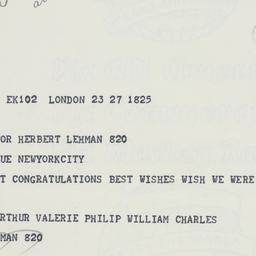 EK102 LONDON 23 27 1825
OR HERBERT LEHMAN 820
UE NEWYORKCITY
T CONGRATULATIONS BEST WISHES WISH WE WERE
RTHUR VALERIE PHILIP WILLIAM CHARLES
MAN 820